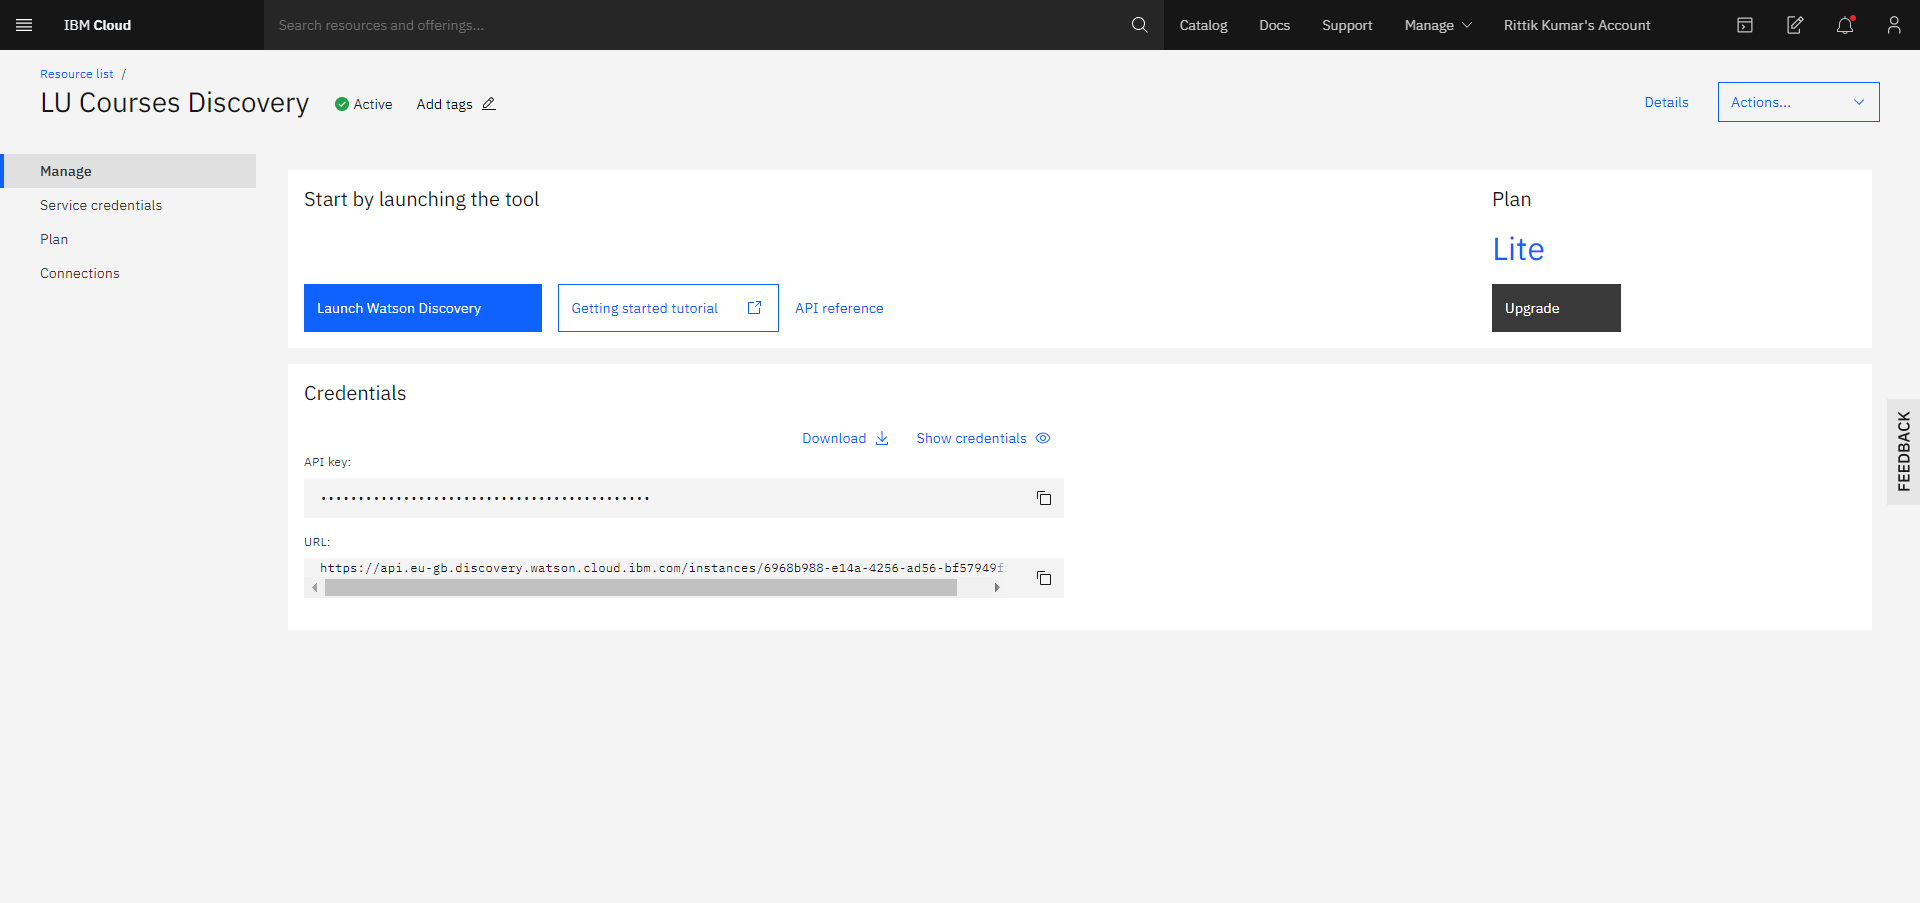 IBM Cloud
Search resources and offerings...
Catalog
Docs
Support
Manage
Rittik Kumar's Account
Resource list /
LU Courses Discovery
Active
Add tags
Details
Actions...
Manage
Service credentials
Plan
Connections
Start by launching the tool
Launch Watson Discovery
Getting started tutorial
API reference
Plan
Lite
Upgrade
Credentials
Download
Show credentials
API key:
••••••••••••••••••••••••••••••••••••••••••••
URL:
https://api.eu-gb.discovery.watson.cloud.ibm.com/instances/6968b988-e14a-4256-ad56-bf57949f
FEEDBACK